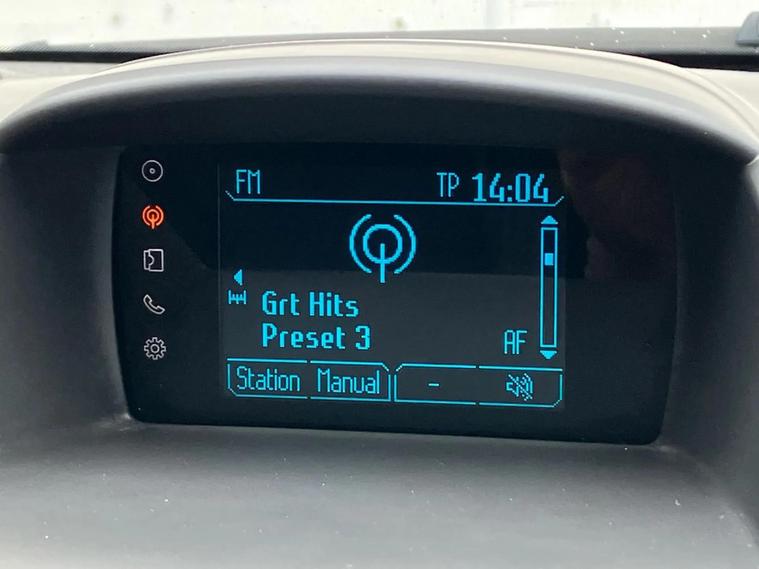 FM TP 14:04
Grt Hits
Preset 3 AF
Station Manual -